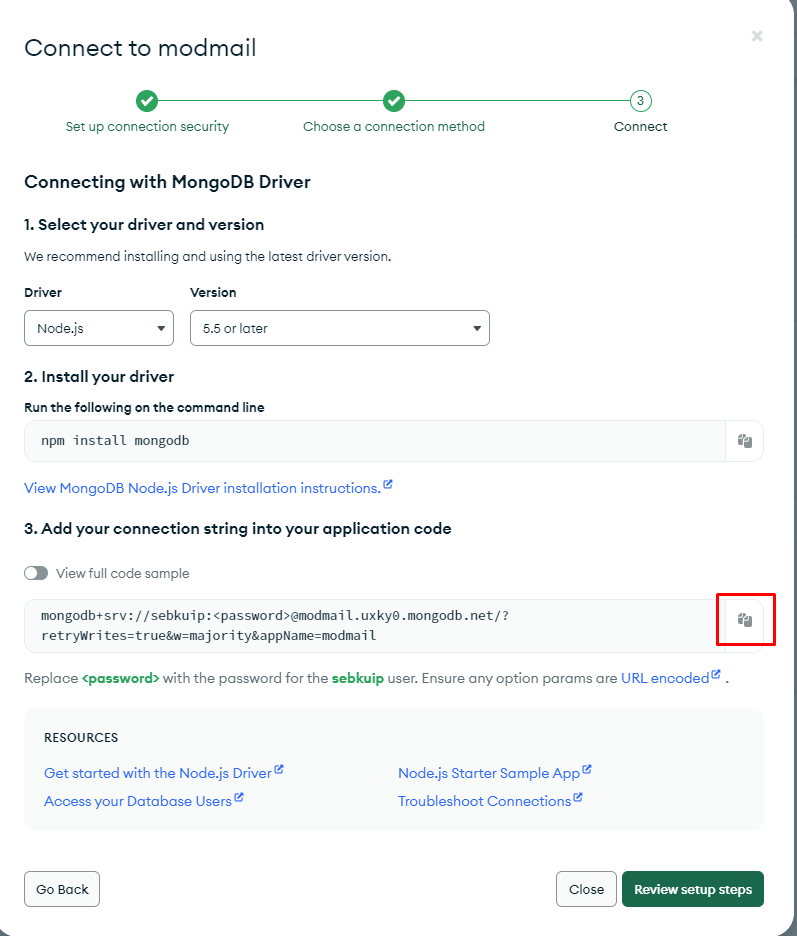 Connect to modmail
Set up connection security
Choose a connection method
3
Connect
Connecting with MongoDB Driver
1. Select your driver and version
We recommend installing and using the latest driver version.
Driver
Version
Node.js
5.5 or later
2. Install your driver
Run the following on the command line
npm install mongodb
View MongoDB Node.js Driver installation instructions.
3. Add your connection string into your application code
View full code sample
mongodb+srv://sebkuip:<password>@modmail.uxky0.mongodb.net/?
retryWrites=true&w=majority&appName=modmail
Replace <password> with the password for the sebkuip user. Ensure any option params are URL encoded .
RESOURCES
Get started with the Node.js Driver
Node.js Starter Sample App
Access your Database Users
Troubleshoot Connections
Go Back
Close
Review setup steps